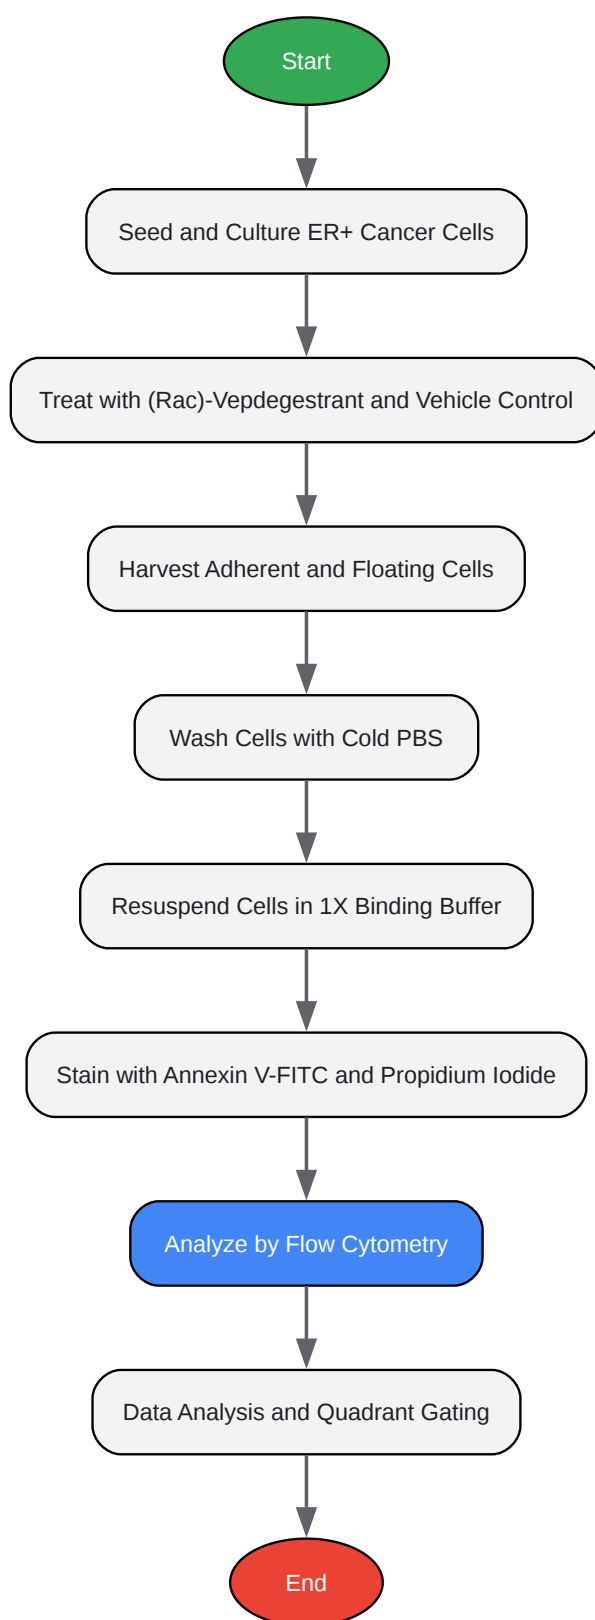 Start
Seed and Culture ER+ Cancer Cells
Treat with (Rac)-Vepdegestrant and Vehicle Control
Harvest Adherent and Floating Cells
Wash Cells with Cold PBS
Resuspend Cells in 1X Binding Buffer
Stain with Annexin V-FITC and Propidium Iodide
Analyze by Flow Cytometry
Data Analysis and Quadrant Gating
End